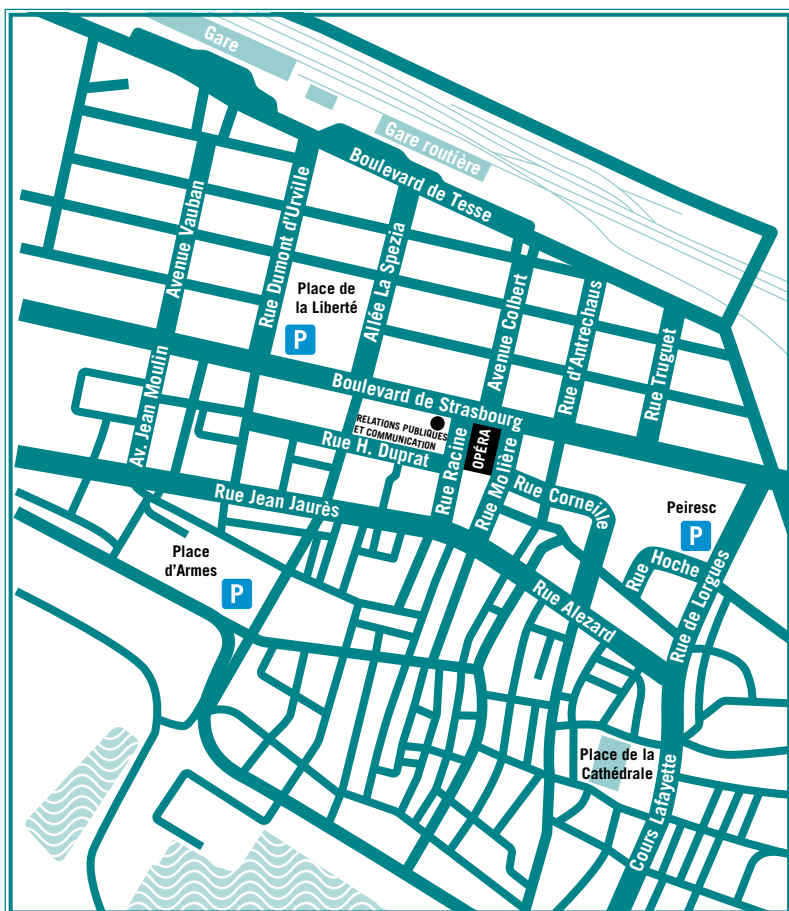 Gare
Gare routière
Boulevard de Tesse
Avenue Vauban
Rue Dumont d'Urville
Allée La Spezia
Avenue Colbert
Rue d'Antrechaus
Rue Truguet
Place de
la Liberté
P
Boulevard de Strasbourg
Av. Jean Moulin
RELATIONS PUBLIQUES
ET COMMUNICATION
Rue H. Duprat
Rue Racine
OPÉRA
Rue Molière
Rue Corneille
Rue Jean Jaurès
Peiresc
P
Rue Hoche
Place
d'Armes
P
Rue Alezard
Rue de Lorgues
Place de la
Cathédrale
Cours Lafayette